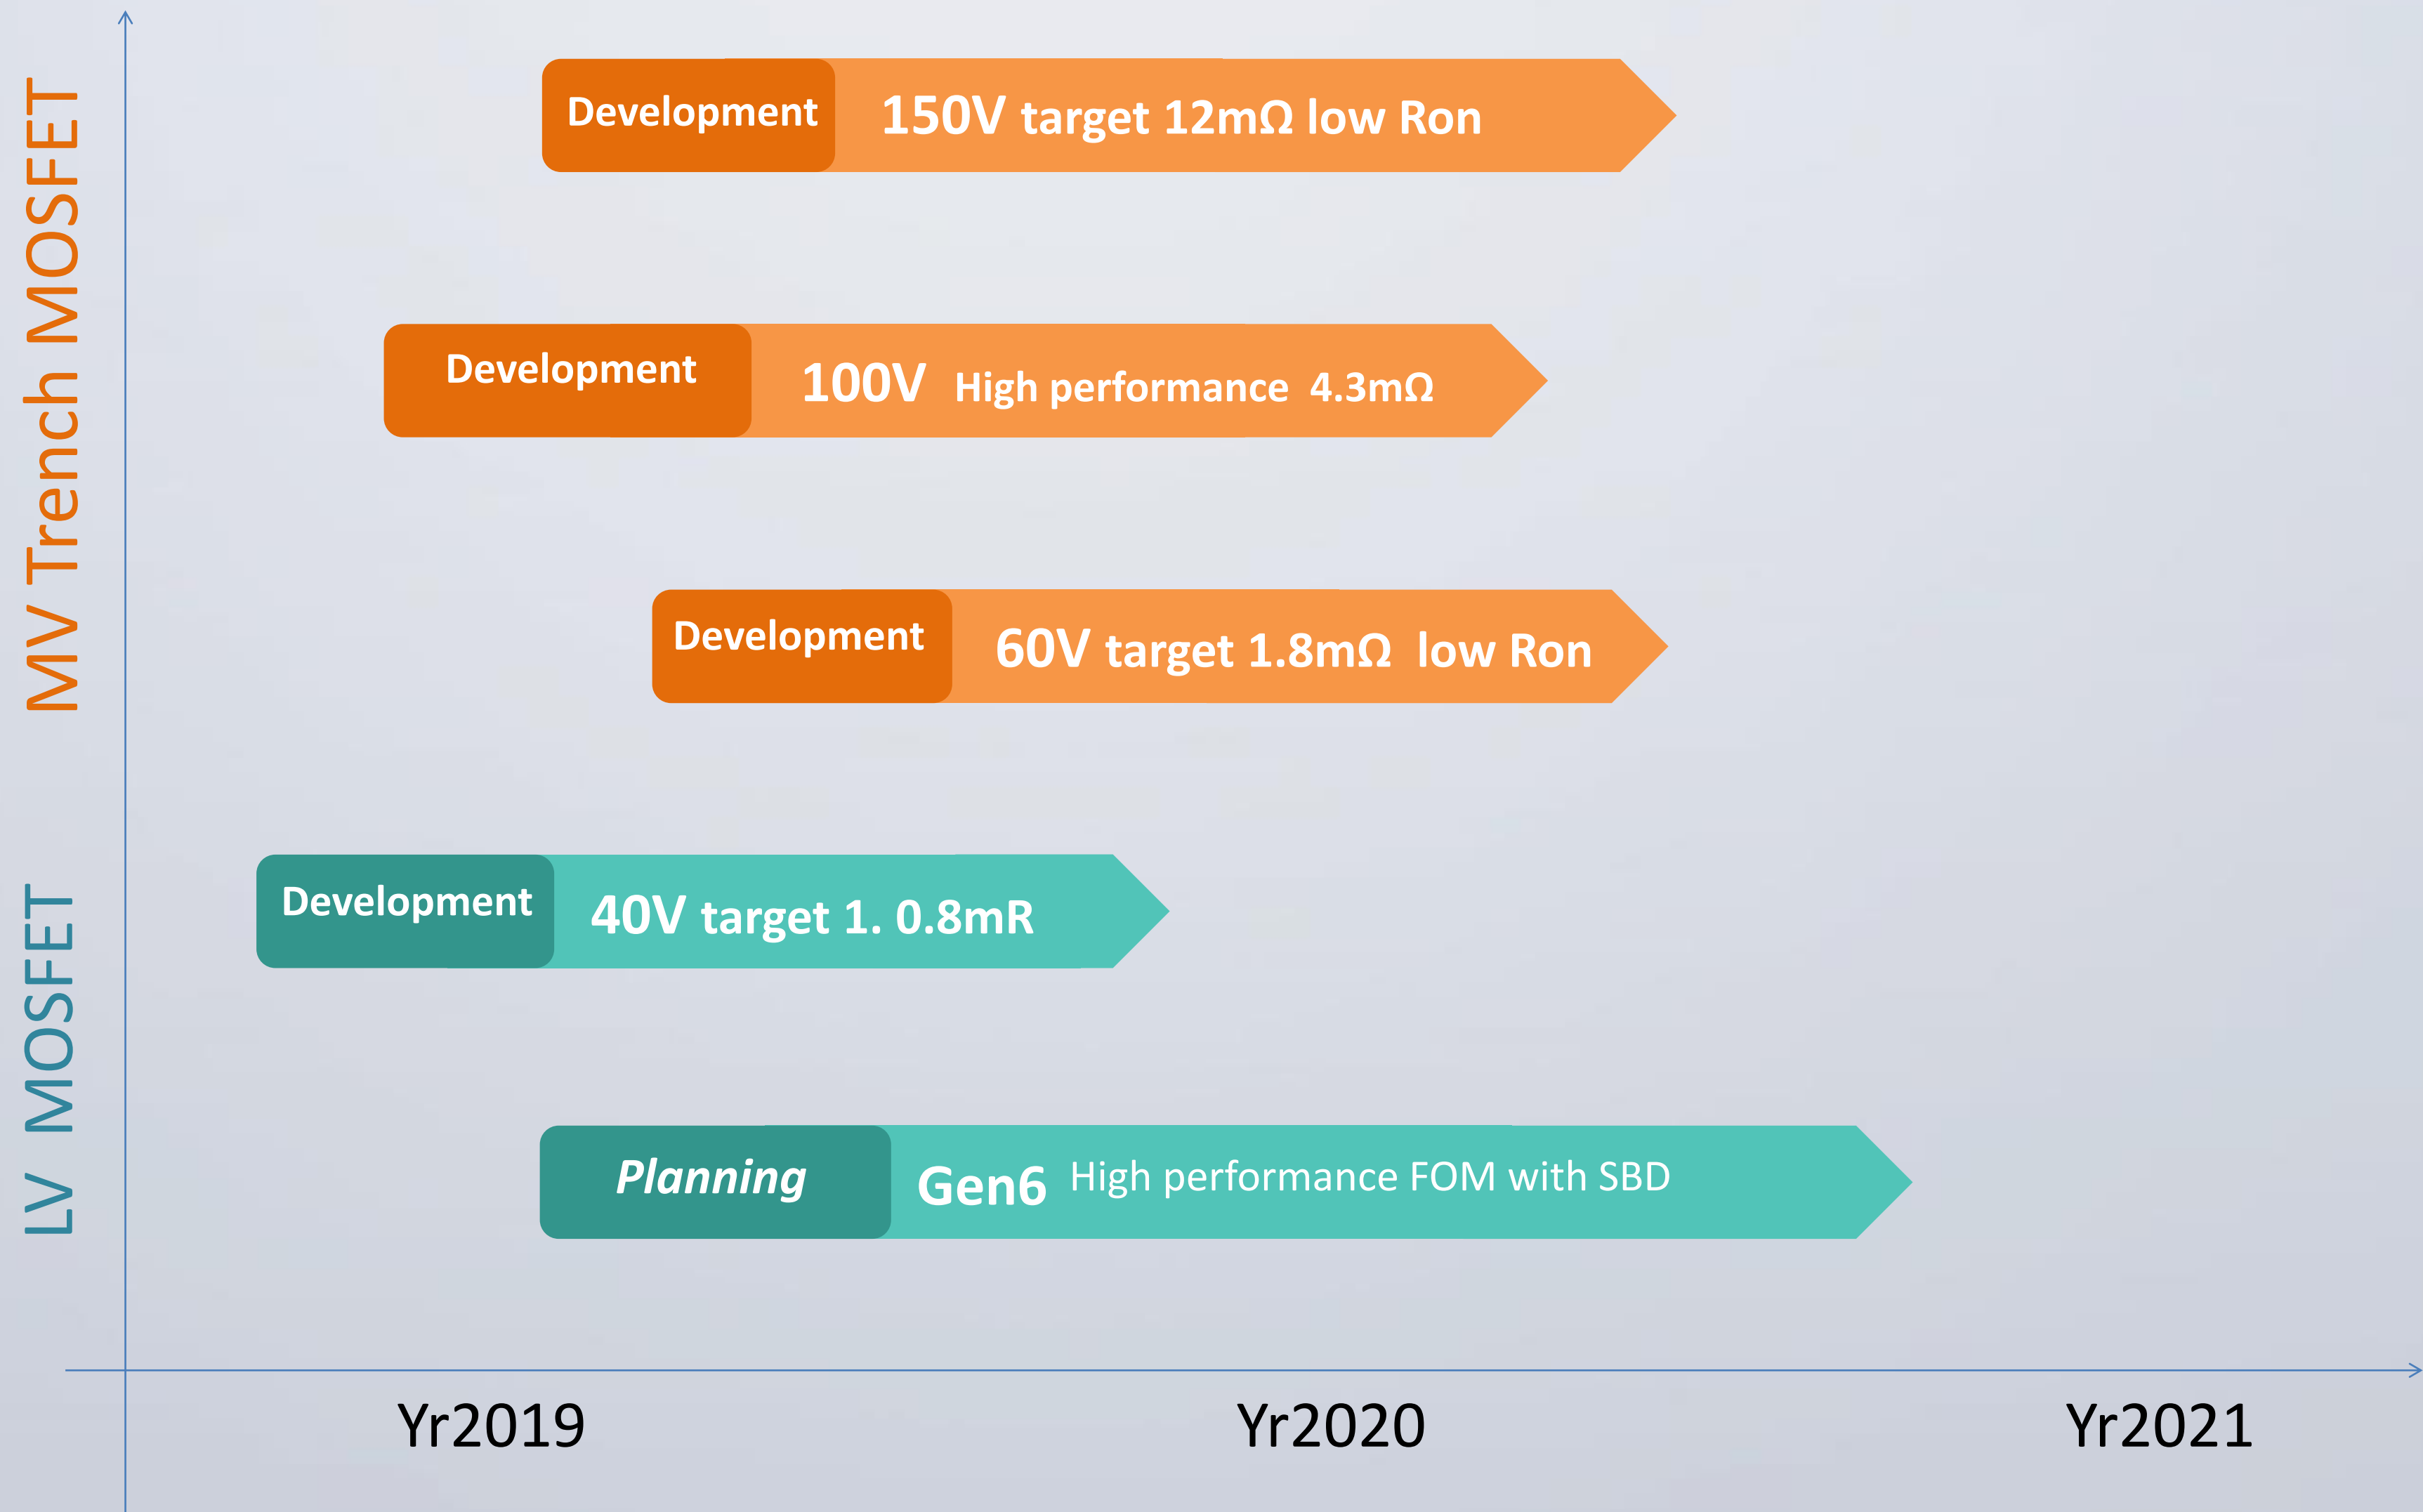 MV Trench MOSFET
Development
150V target 12mΩ low Ron
Development
100V High performance 4.3mΩ
Development
60V target 1.8mΩ low Ron
LV MOSFET
Development
40V target 1. 0.8mR
Planning
Gen6 High performance FOM with SBD
Yr2019
Yr2020
Yr2021